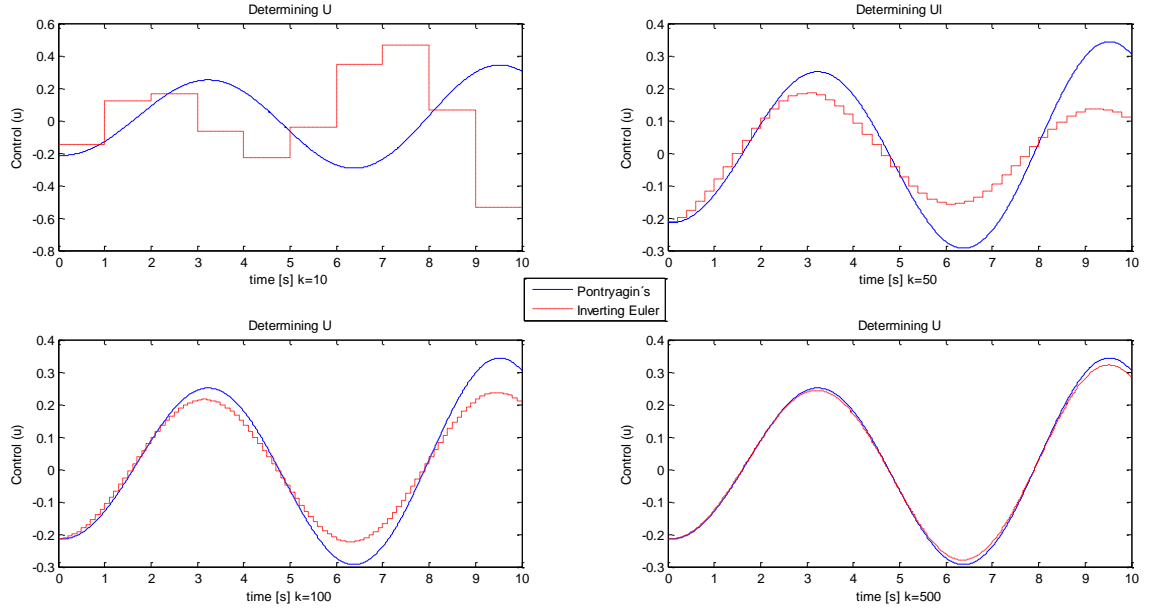 Determining U
0.6
0.4
0.2
0
-0.2
-0.4
-0.6
-0.8
Control (u)
0 1 2 3 4 5 6 7 8 9 10
time [s] k=10
Determining UI
0.4
0.3
0.2
0.1
0
-0.1
-0.2
-0.3
Control (u)
0 1 2 3 4 5 6 7 8 9 10
time [s] k=50
Pontryagin´s
Inverting Euler
Determining U
0.4
0.3
0.2
0.1
0
-0.1
-0.2
-0.3
Control (u)
0 1 2 3 4 5 6 7 8 9 10
time [s] k=100
Determining U
0.4
0.3
0.2
0.1
0
-0.1
-0.2
-0.3
Control (u)
0 1 2 3 4 5 6 7 8 9 10
time [s] k=500